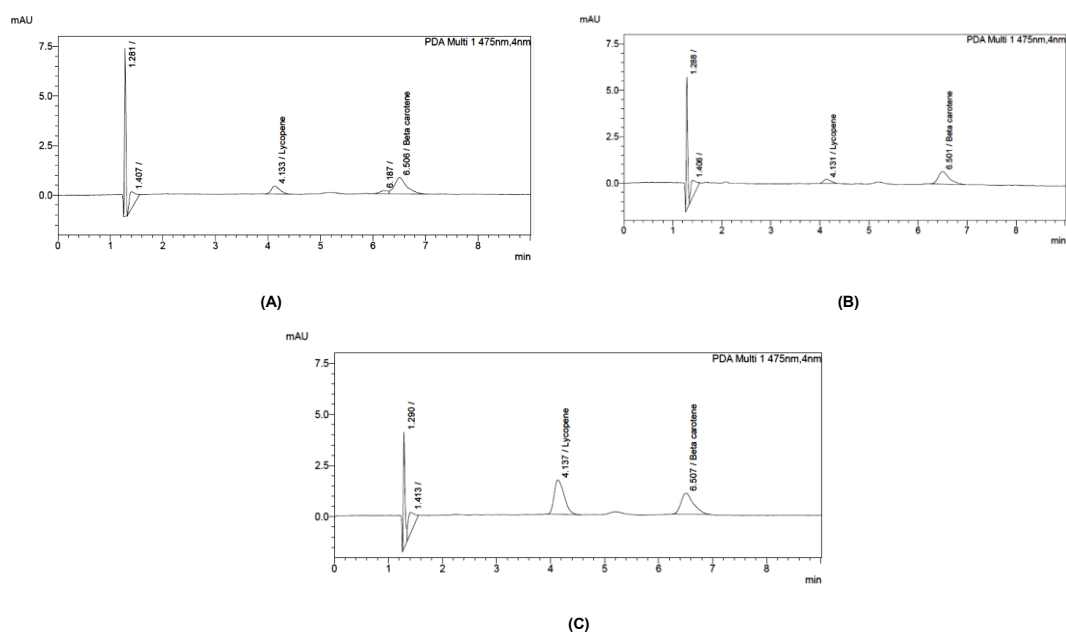 mAU
PDA Multi 1 475nm,4nm
7.5
5.0
2.5
0.0
1.281 /
1.407 /
4.133 / Lycopene
6.187 /
6.506 / Beta carotene
0 1 2 3 4 5 6 7 8
min
(A)
mAU
PDA Multi 1 475nm,4nm
7.5
5.0
2.5
0.0
1.288 /
1.406 /
4.131 / Lycopene
6.501 / Beta carotene
0 1 2 3 4 5 6 7 8
min
(B)
mAU
PDA Multi 1 475nm,4nm
7.5
5.0
2.5
0.0
1.290 /
1.413 /
4.137 / Lycopene
6.507 / Beta carotene
0 1 2 3 4 5 6 7 8
min
(C)